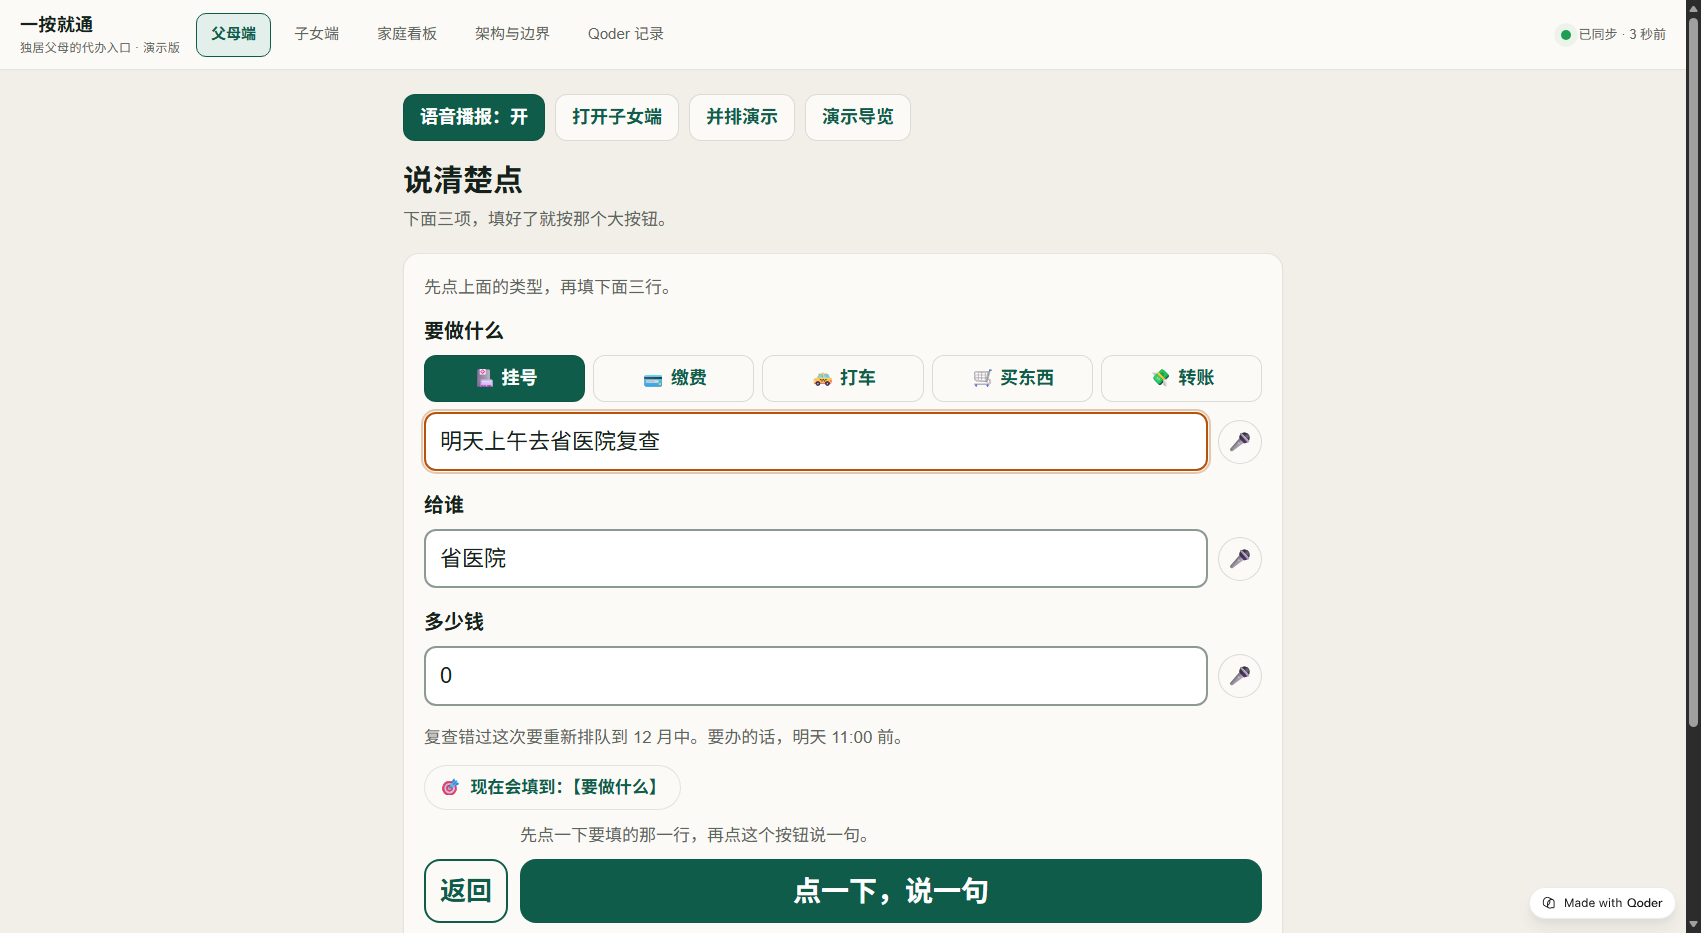 一按就通
独居父母的代办入口 · 演示版
父母端
子女端
家庭看板
架构与边界
Qoder 记录
已同步 · 3 秒前
语音播报：开
打开子女端
并排演示
演示导览
说清楚点
下面三项，填好了就按那个大按钮。
先点上面的类型，再填下面三行。
要做什么
挂号
缴费
打车
买东西
转账
明天上午去省医院复查
给谁
省医院
多少钱
0
复查错过这次要重新排队到 12 月中。要办的话，明天 11:00 前。
现在会填到：【要做什么】
先点一下要填的那一行，再点这个按钮说一句。
返回
点一下，说一句
Made with Qoder